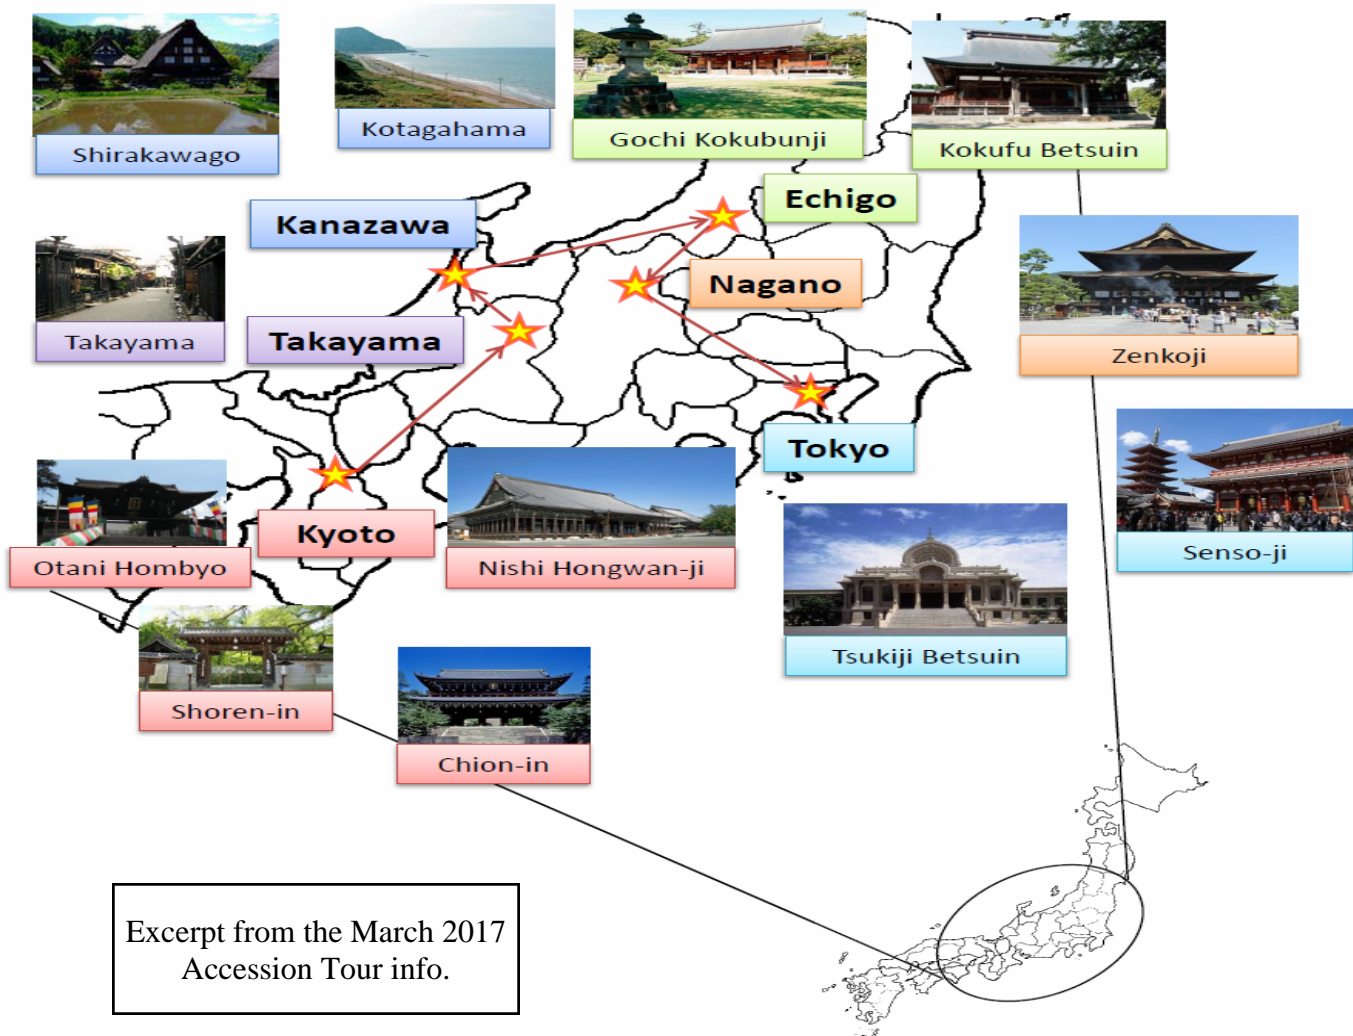 Shirakawago
Kotagahama
Gochi Kokubunji
Kokufu Betsuin
Echigo
Kanazawa
Nagano
Takayama
Takayama
Zenkoji
Tokyo
Kyoto
Otani Hombyo
Nishi Hongwan-ji
Senso-ji
Tsukiji Betsuin
Shoren-in
Chion-in
Excerpt from the March 2017
Accession Tour info.